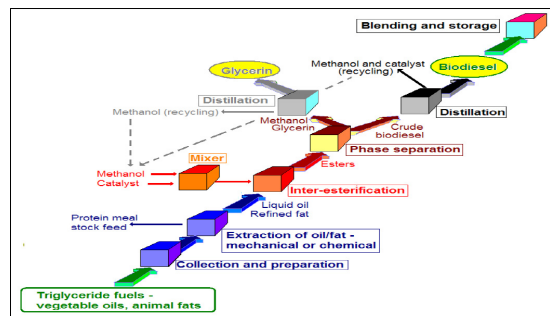 Blending and storage
Glycerin
Methanol and catalyst
(recycling)
Biodiesel
Distillation
Methanol (recycling)
Distillation
Methanol
Glycerin
Crude
biodiesel
Phase separation
Mixer
Esters
Methanol
Catalyst
Inter-esterification
Liquid oil
Refined fat
Protein meal
stock feed
Extraction of oil/fat -
mechanical or chemical
Collection and preparation
Triglyceride fuels -
vegetable oils, animal fats